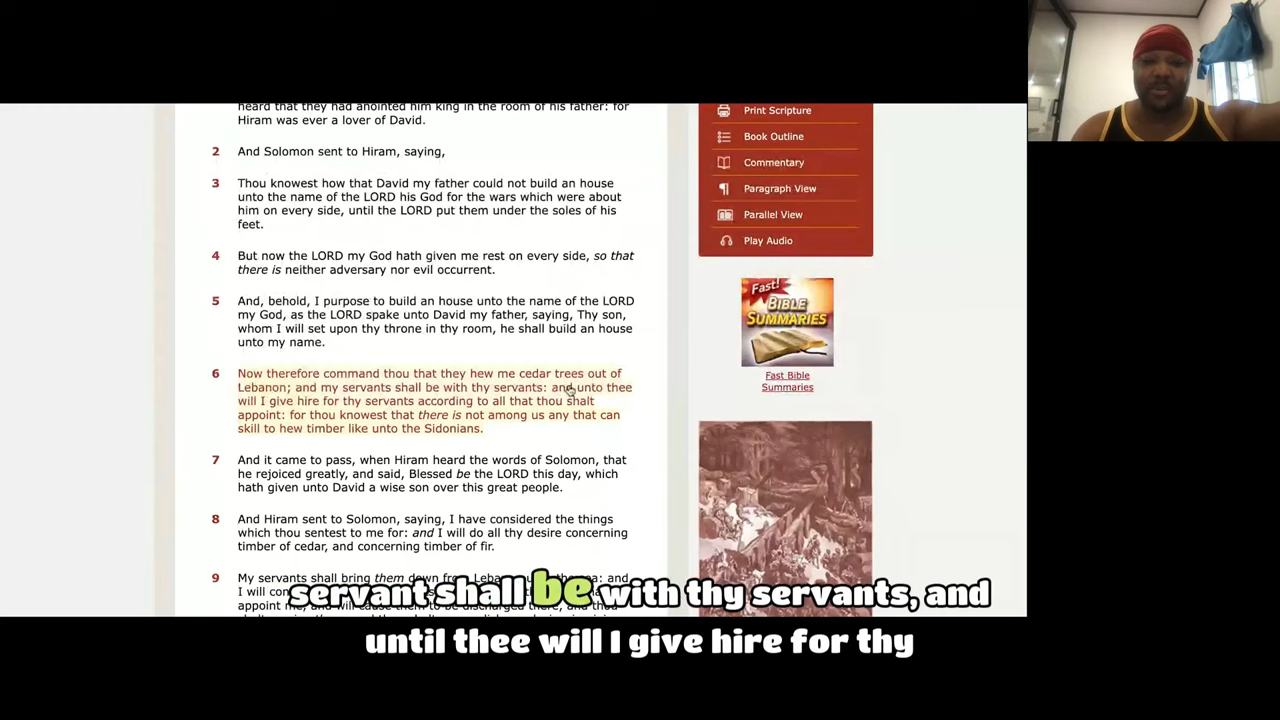 heard that they had anointed him king in the room of his father: for
Hiram was ever a lover of David.
2 And Solomon sent to Hiram, saying,
3 Thou knowest how that David my father could not build an house
unto the name of the LORD his God for the wars which were about
him on every side, until the LORD put them under the soles of his
feet.
4 But now the LORD my God hath given me rest on every side, so that
there is neither adversary nor evil occurrent.
5 And, behold, I purpose to build an house unto the name of the LORD
my God, as the LORD spake unto David my father, saying, Thy son,
whom I will set upon thy throne in thy room, he shall build an house
unto my name.
6 Now therefore command thou that they hew me cedar trees out of
Lebanon; and my servants shall be with thy servants: and unto thee
will I give hire for thy servants according to all that thou shalt
appoint: for thou knowest that there is not among us any that can
skill to hew timber like unto the Sidonians.
7 And it came to pass, when Hiram heard the words of Solomon, that
he rejoiced greatly, and said, Blessed be the LORD this day, which
hath given unto David a wise son over this great people.
8 And Hiram sent to Solomon, saying, I have considered the things
which thou sentest to me for: and I will do all thy desire concerning
timber of cedar, and concerning timber of fir.
9 My servants shall bring them down from
I will
appoint me, and will cause them to be discharged there, and thou
Print Scripture
Book Outline
Commentary
Paragraph View
Parallel View
Play Audio
Fast!
BIBLE
SUMMARIES
Fast Bible
Summaries
servant shall be with thy servants, and
until thee will I give hire for thy